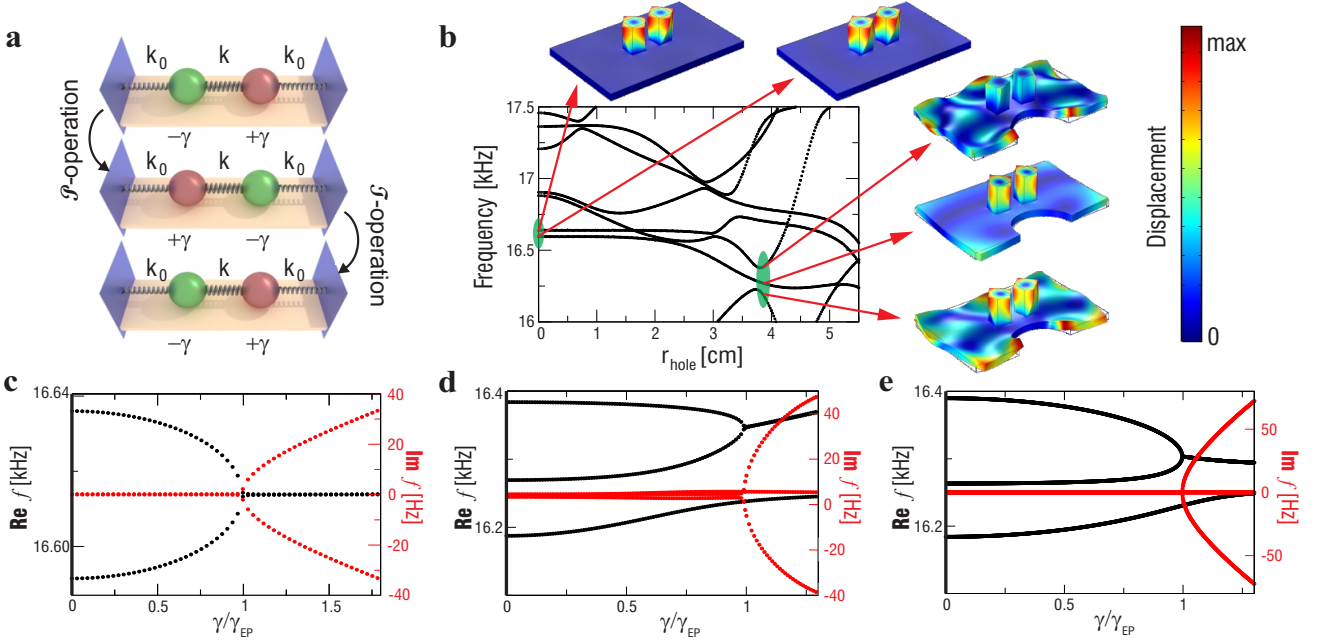 a
k₀ k k₀
−γ +γ
𝒫-operation
k₀ k k₀
+γ −γ
𝒯-operation
k₀ k k₀
−γ +γ
b
Frequency [kHz]
17.5
17
16.5
16
0 1 2 3 4 5
r_hole [cm]
Displacement
max
0
c
Re f [kHz]
16.64
16.60
0 0.5 1 1.5
γ/γ_EP
40
20
0
-20
-40
Im f [Hz]
d
Re f [kHz]
16.4
16.2
0 0.5 1
γ/γ_EP
40
20
0
-20
-40
Im f [Hz]
e
Re f [kHz]
16.4
16.2
0 0.5 1
γ/γ_EP
50
0
-50
Im f [Hz]